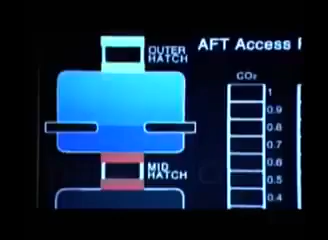 OUTER
HATCH
AFT Access
CO₂
1
0.9
0.8
0.7
0.6
0.5
0.4
MID
HATCH